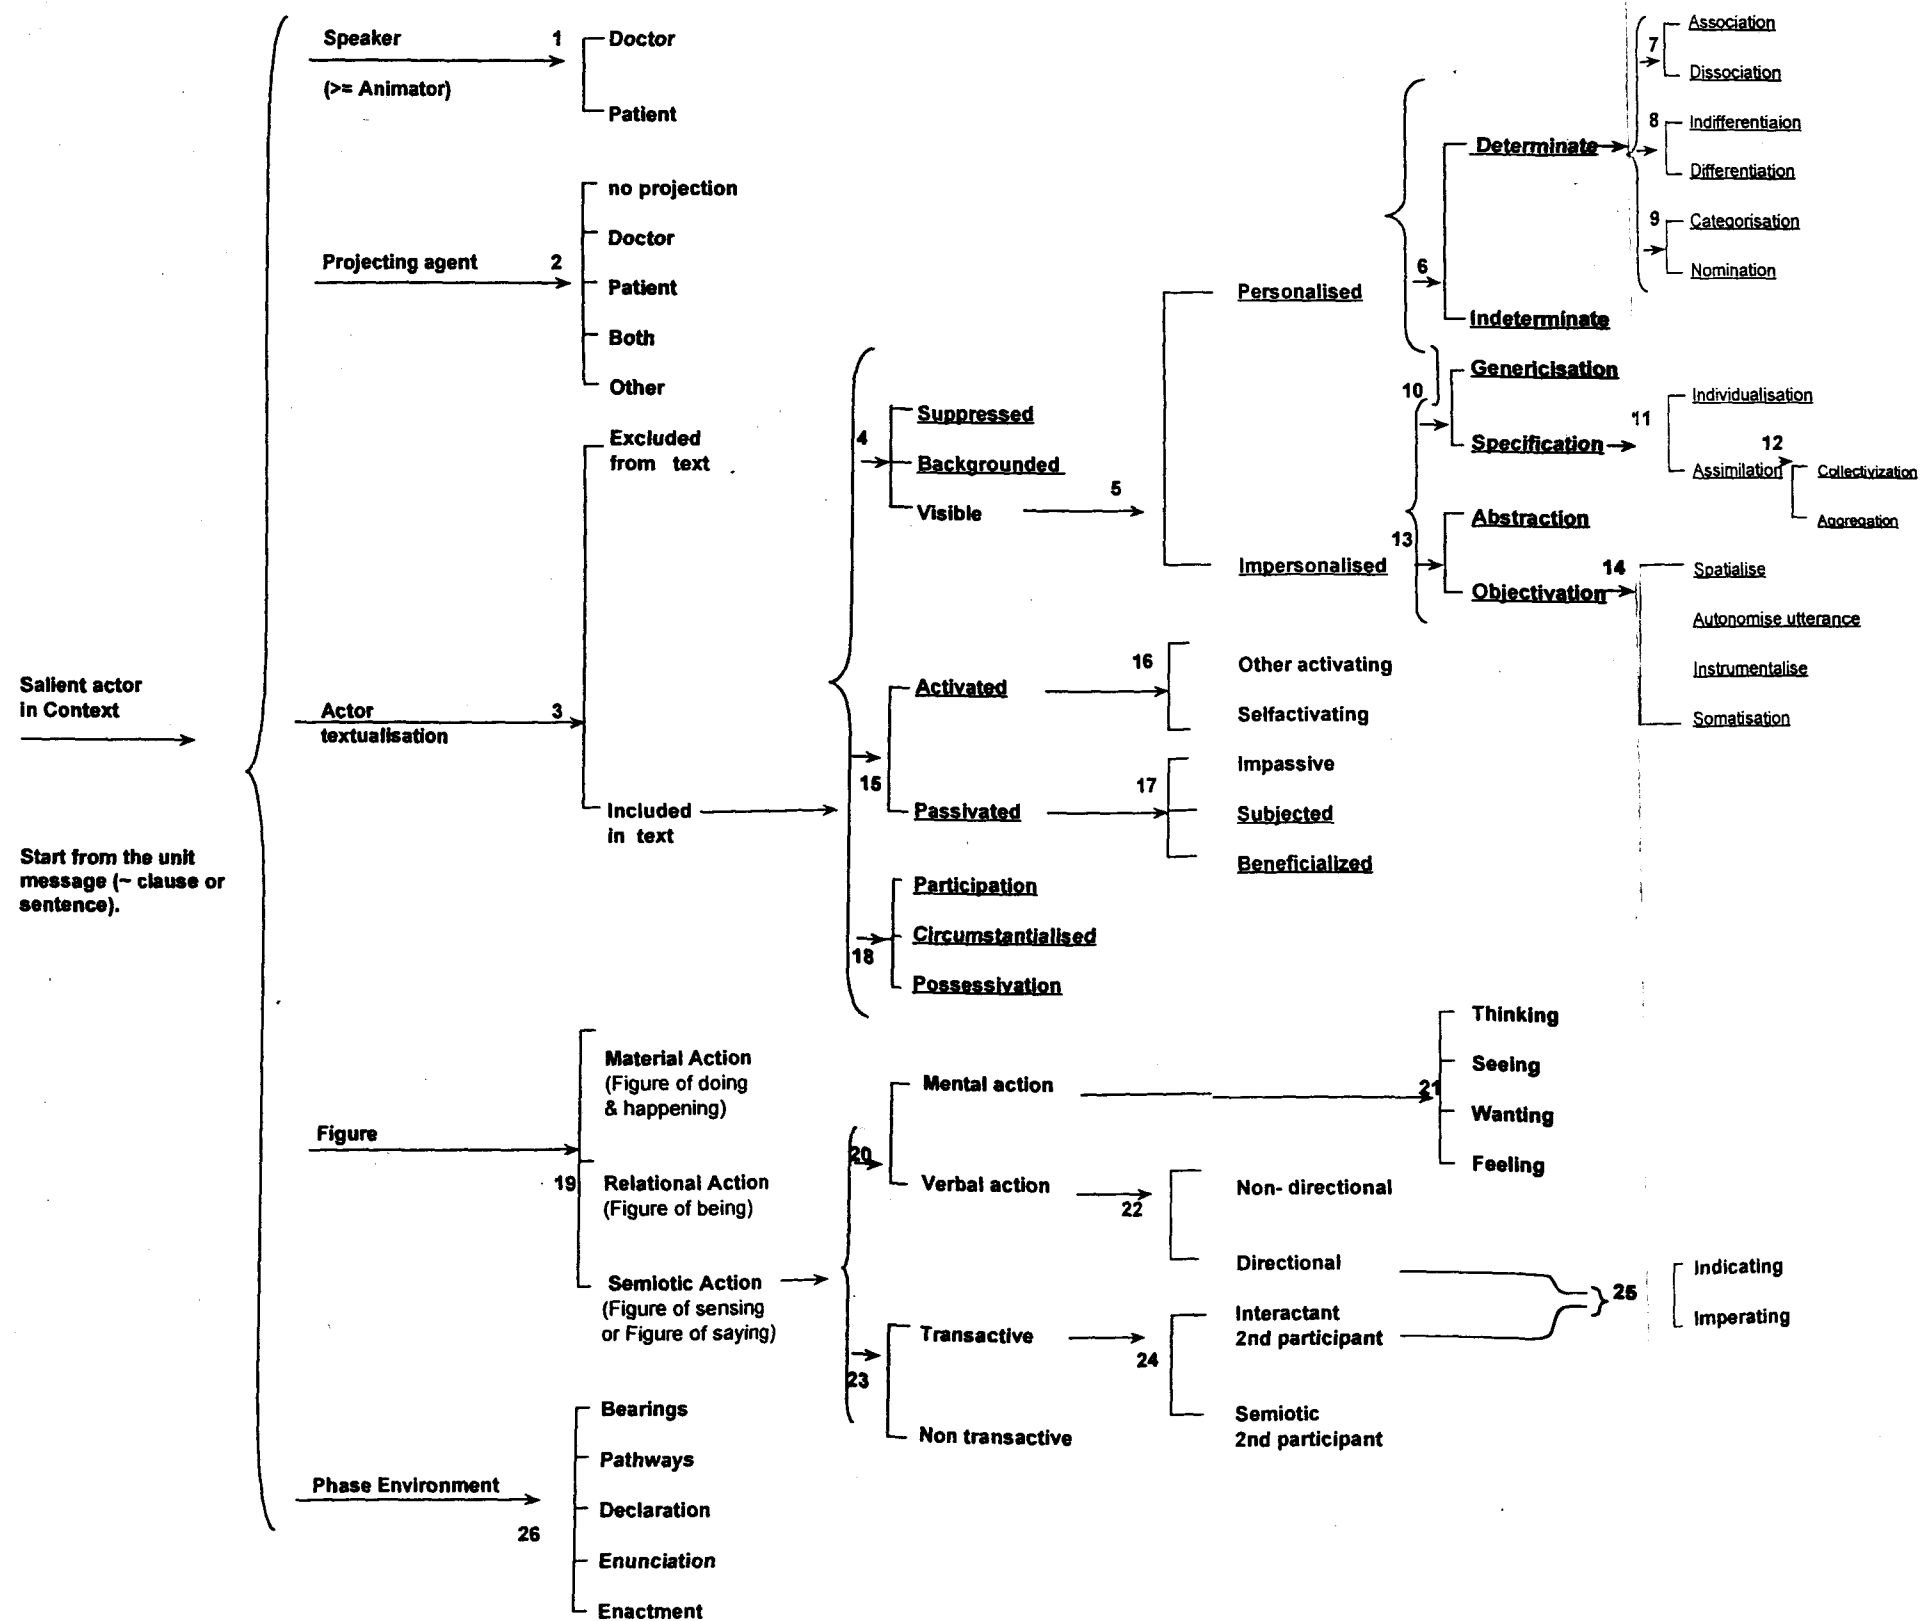 Salient actor
in Context
Start from the unit
message (~ clause or
sentence).
Speaker
(>= Animator)
1
Doctor
Patient
Projecting agent
2
no projection
Doctor
Patient
Both
Other
Actor
textualisation
3
Excluded
from text
Included
in text
4
Suppressed
Backgrounded
Visible
5
Personalised
Impersonalised
6
Determinate
Indeterminate
7
Association
Dissociation
8
Indifferentiaion
Differentiation
9
Categorisation
Nomination
10
Genericisation
Specification
11
Individualisation
Assimilation
12
Collectivization
Aggregation
13
Abstraction
Objectivation
14
Spatialise
Autonomise utterance
Instrumentalise
Somatisation
15
Activated
Passivated
16
Other activating
Selfactivating
17
Impassive
Subjected
Beneficialized
18
Participation
Circumstantialised
Possessivation
Figure
19
Material Action
(Figure of doing
& happening)
Relational Action
(Figure of being)
Semiotic Action
(Figure of sensing
or Figure of saying)
20
Mental action
Verbal action
21
Thinking
Seeing
Wanting
Feeling
22
Non- directional
Directional
23
Transactive
Non transactive
24
Interactant
2nd participant
Semiotic
2nd participant
25
Indicating
Imperating
Phase Environment
26
Bearings
Pathways
Declaration
Enunciation
Enactment